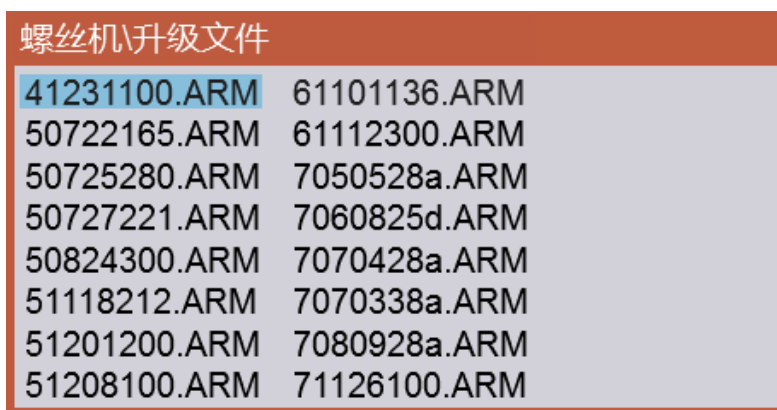 螺丝机\升级文件
41231100.ARM 61101136.ARM
50722165.ARM 61112300.ARM
50725280.ARM 7050528a.ARM
50727221.ARM 7060825d.ARM
50824300.ARM 7070428a.ARM
51118212.ARM 7070338a.ARM
51201200.ARM 7080928a.ARM
51208100.ARM 71126100.ARM